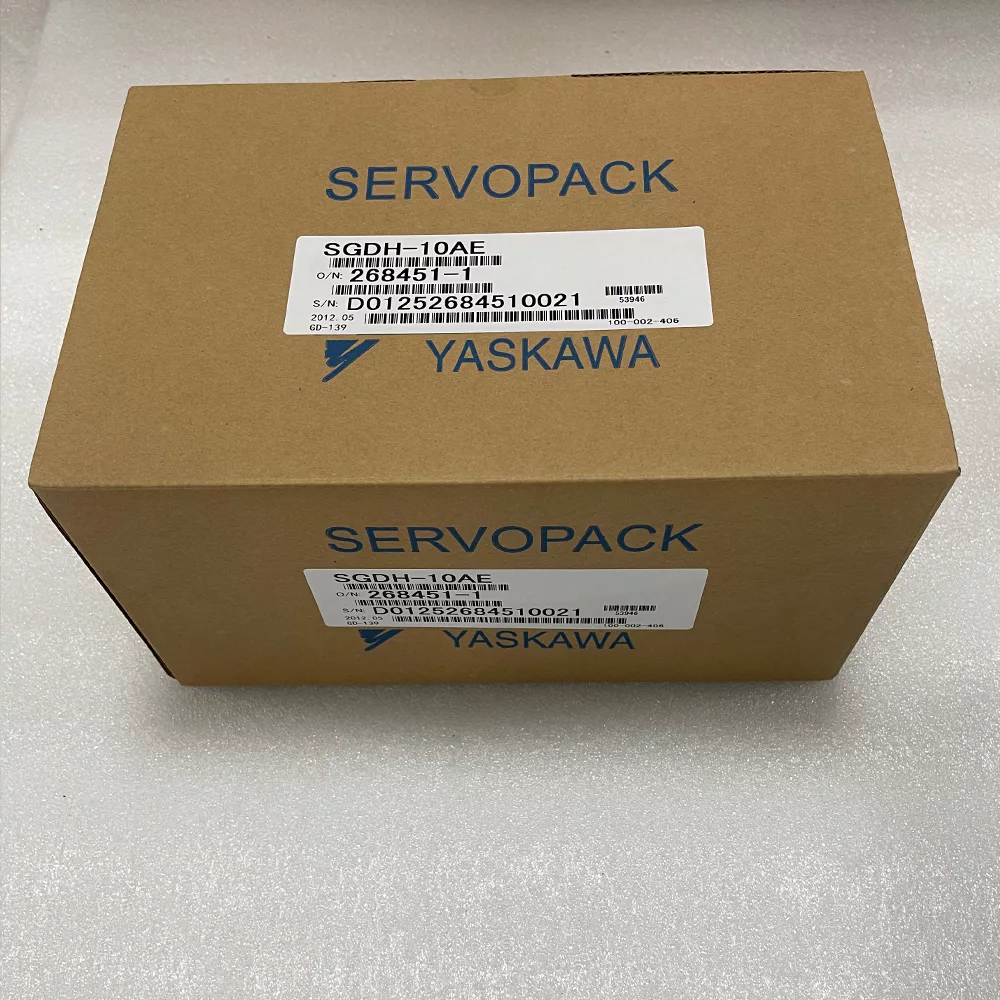 SERVOPACK
SGDH-10AE
O/N: 268451-1
S/N: D01252684510021 53946
2012.05
GD-139 100-002-406
YASKAWA
SERVOPACK
SGDH-10AE
O/N: 268451-1
S/N: D01252684510021 53946
2012.05
GD-139 100-002-406
YASKAWA